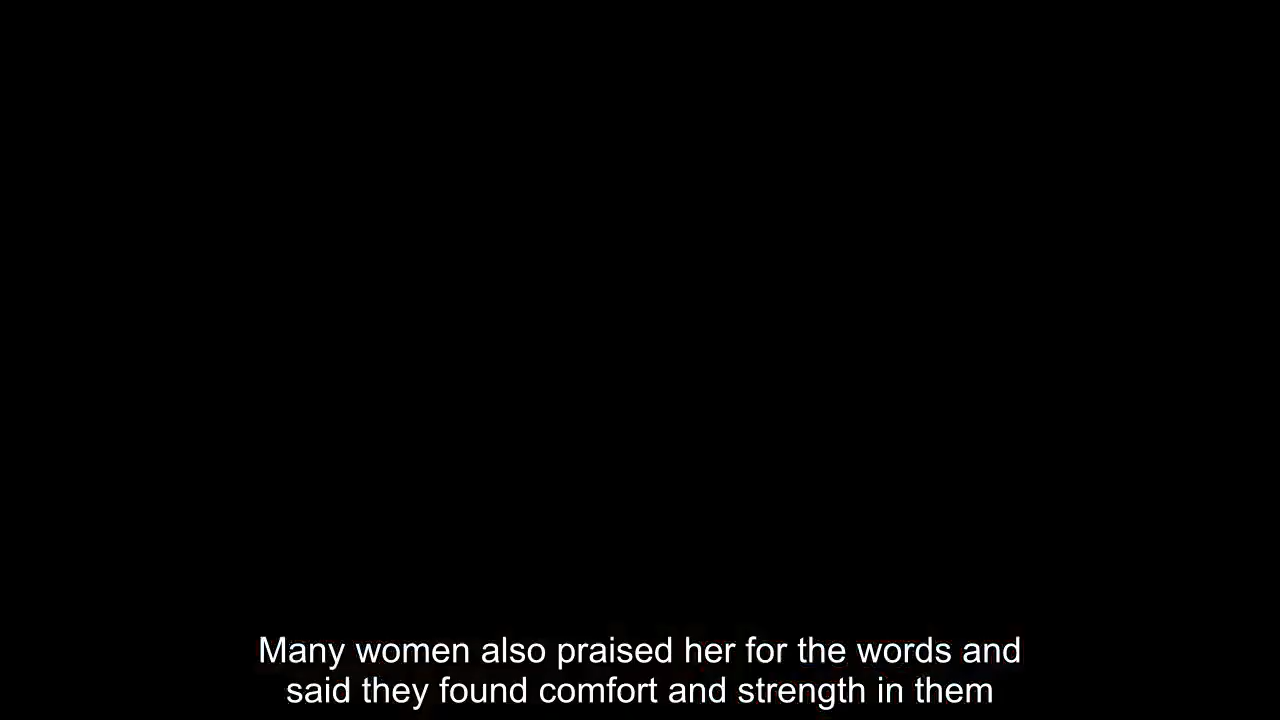 Many women also praised her for the words and
said they found comfort and strength in them